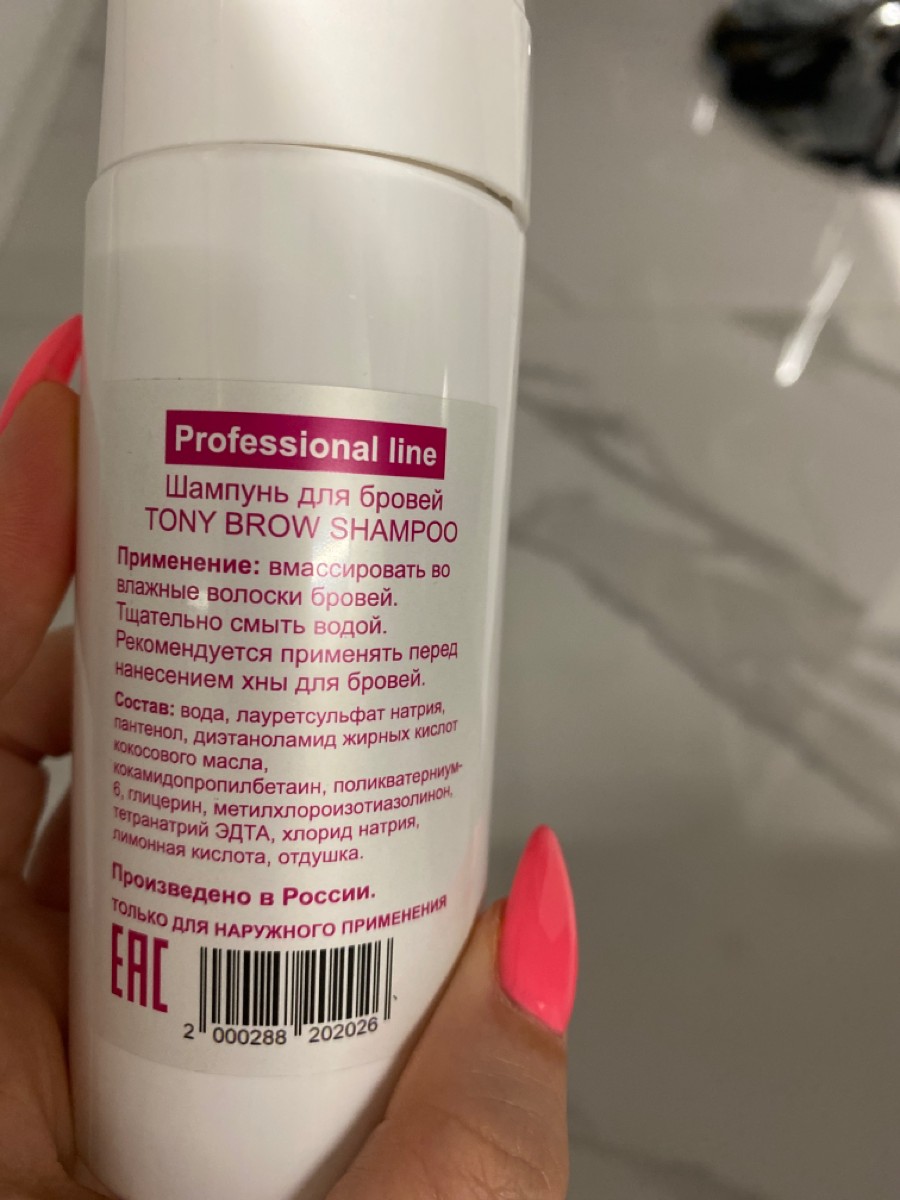 Professional line
Шампунь для бровей
TONY BROW SHAMPOO
Применение: вмассировать во
влажные волоски бровей.
Тщательно смыть водой.
Рекомендуется применять перед
нанесением хны для бровей.
Состав: вода, лауретсульфат натрия,
пантенол, диэтаноламид жирных кислот
кокосового масла,
кокамидопропилбетаин, поликватерниум-
6, глицерин, метилхлороизотиазолинон,
тетранатрий ЭДТА, хлорид натрия,
лимонная кислота, отдушка.
Произведено в России.
ТОЛЬКО ДЛЯ НАРУЖНОГО ПРИМЕНЕНИЯ
EAC
2 000288 202026